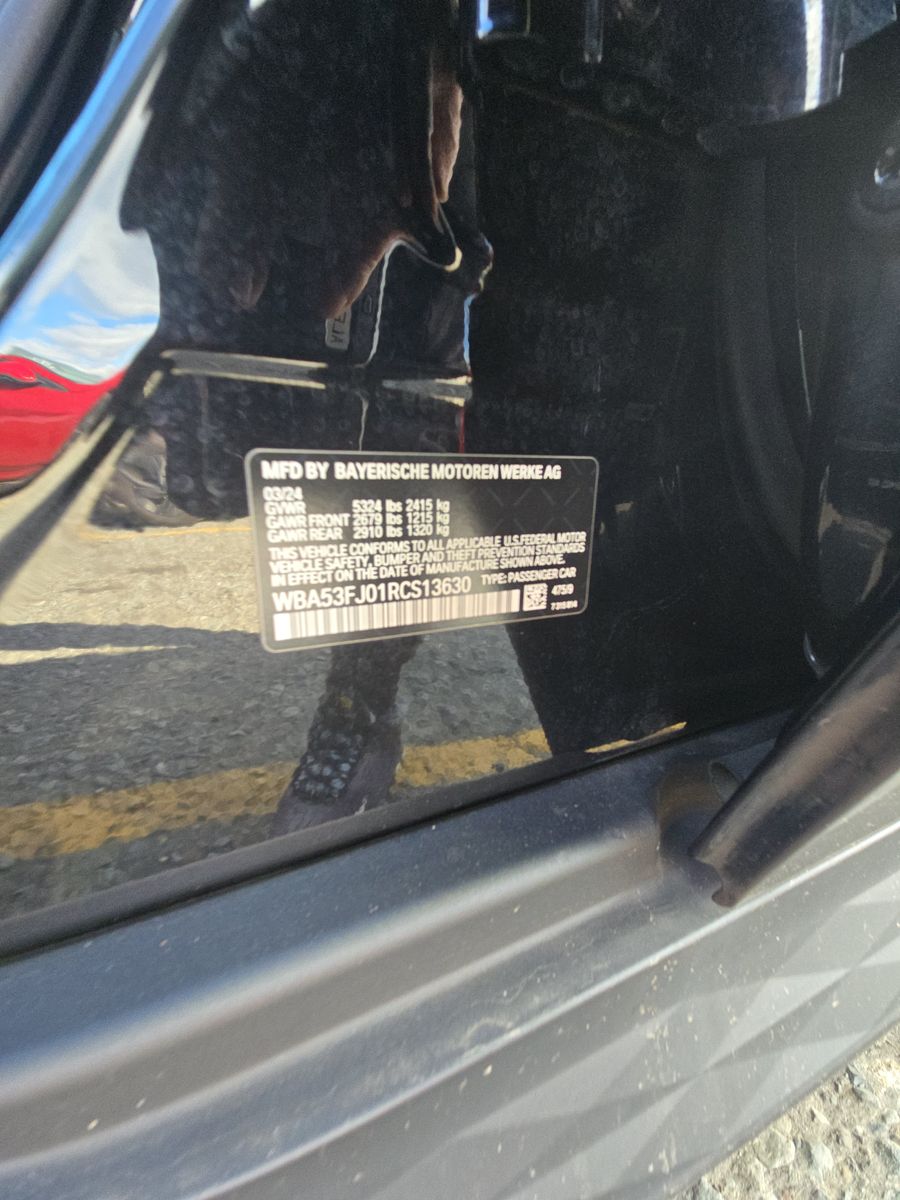 MFD BY BAYERISCHE MOTOREN WERKE AG
03/24
GVWR 5324 lbs 2415 kg
GAWR FRONT 2679 lbs 1215 kg
GAWR REAR 2910 lbs 1320 kg
THIS VEHICLE CONFORMS TO ALL APPLICABLE U.S.FEDERAL MOTOR
VEHICLE SAFETY, BUMPER AND THEFT PREVENTION STANDARDS
IN EFFECT ON THE DATE OF MANUFACTURE SHOWN ABOVE.
WBA53FJ01RCS13630 TYPE: PASSENGER CAR
475/9